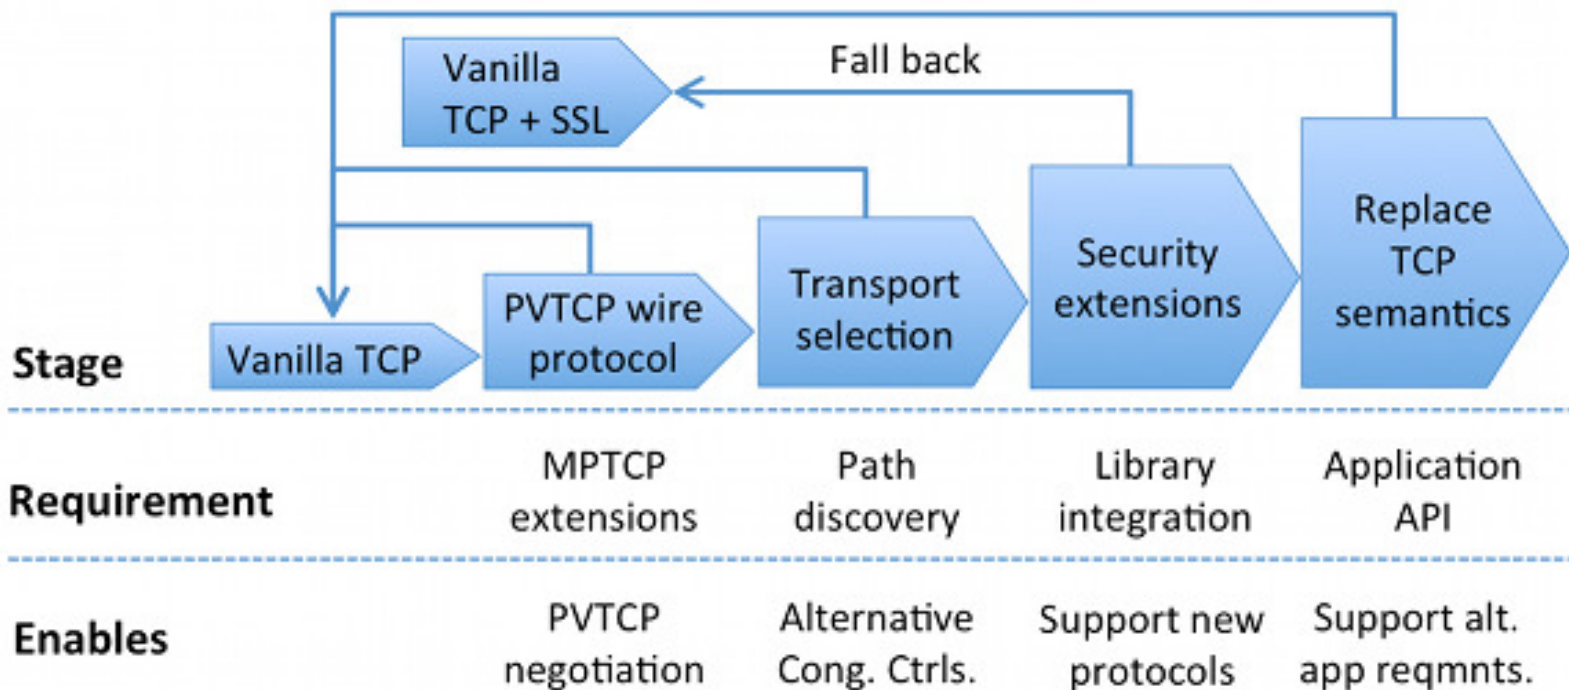 Vanilla
TCP + SSL
Fall back
Replace
TCP
semantics
Security
extensions
Transport
selection
PVTCP wire
protocol
Vanilla TCP
Stage
Requirement
MPTCP
extensions
Path
discovery
Library
integration
Application
API
Enables
PVTCP
negotiation
Alternative
Cong. Ctrls.
Support new
protocols
Support alt.
app reqmnts.